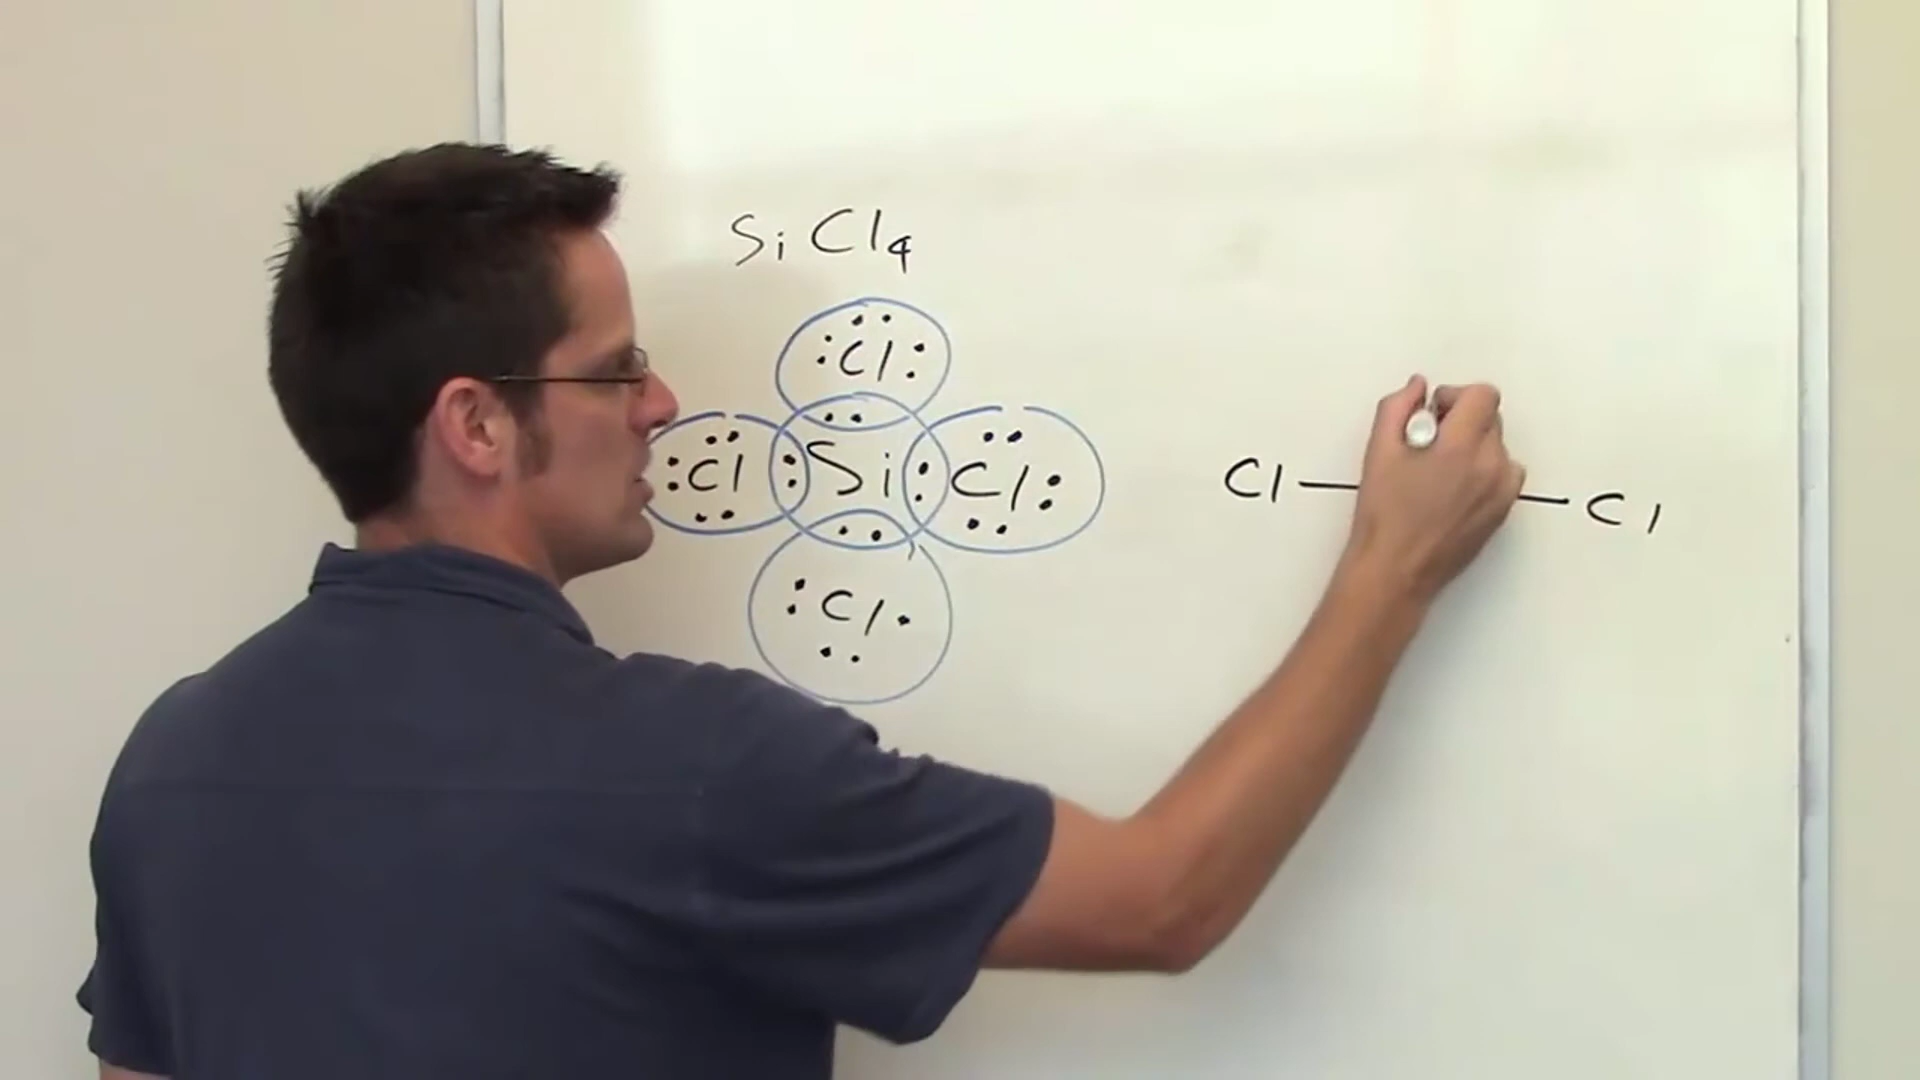 SiCl4
Cl
Cl Si Cl
Cl
Cl — — Cl